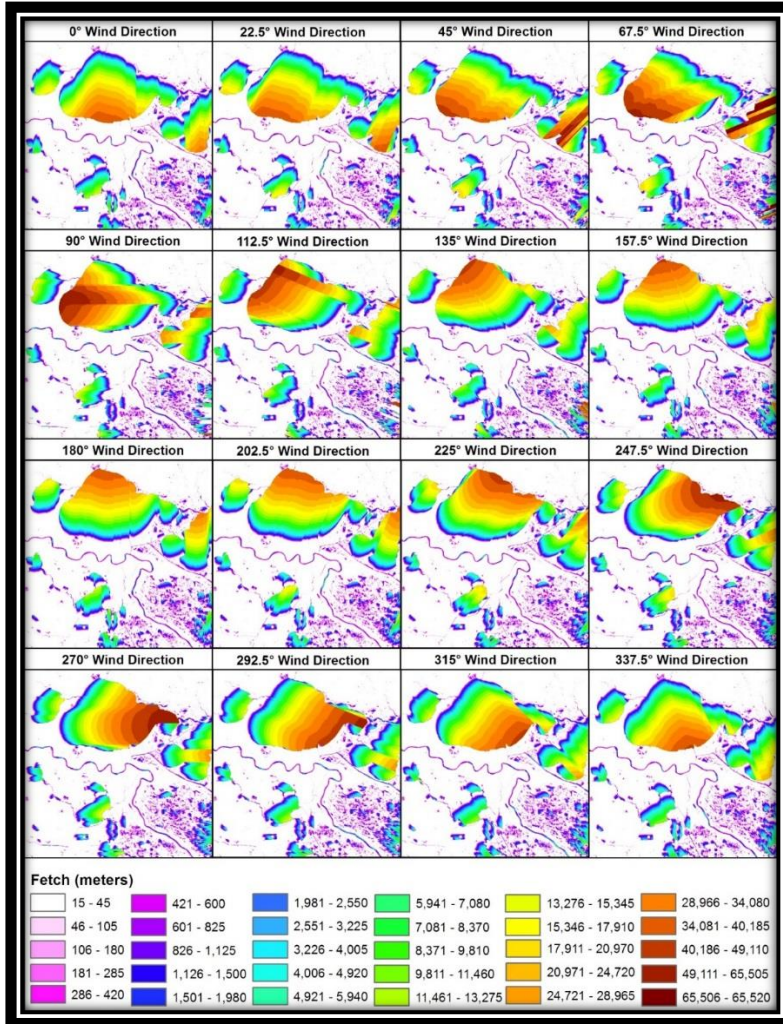 0° Wind Direction 22.5° Wind Direction 45° Wind Direction 67.5° Wind Direction
90° Wind Direction 112.5° Wind Direction 135° Wind Direction 157.5° Wind Direction
180° Wind Direction 202.5° Wind Direction 225° Wind Direction 247.5° Wind Direction
270° Wind Direction 292.5° Wind Direction 315° Wind Direction 337.5° Wind Direction
Fetch (meters)
15 - 45 421 - 600 1,981 - 2,550 5,941 - 7,080 13,276 - 15,345 28,966 - 34,080
46 - 105 601 - 825 2,551 - 3,225 7,081 - 8,370 15,346 - 17,910 34,081 - 40,185
106 - 180 826 - 1,125 3,226 - 4,005 8,371 - 9,810 17,911 - 20,970 40,186 - 49,110
181 - 285 1,126 - 1,500 4,006 - 4,920 9,811 - 11,460 20,971 - 24,720 49,111 - 65,505
286 - 420 1,501 - 1,980 4,921 - 5,940 11,461 - 13,275 24,721 - 28,965 65,506 - 65,520